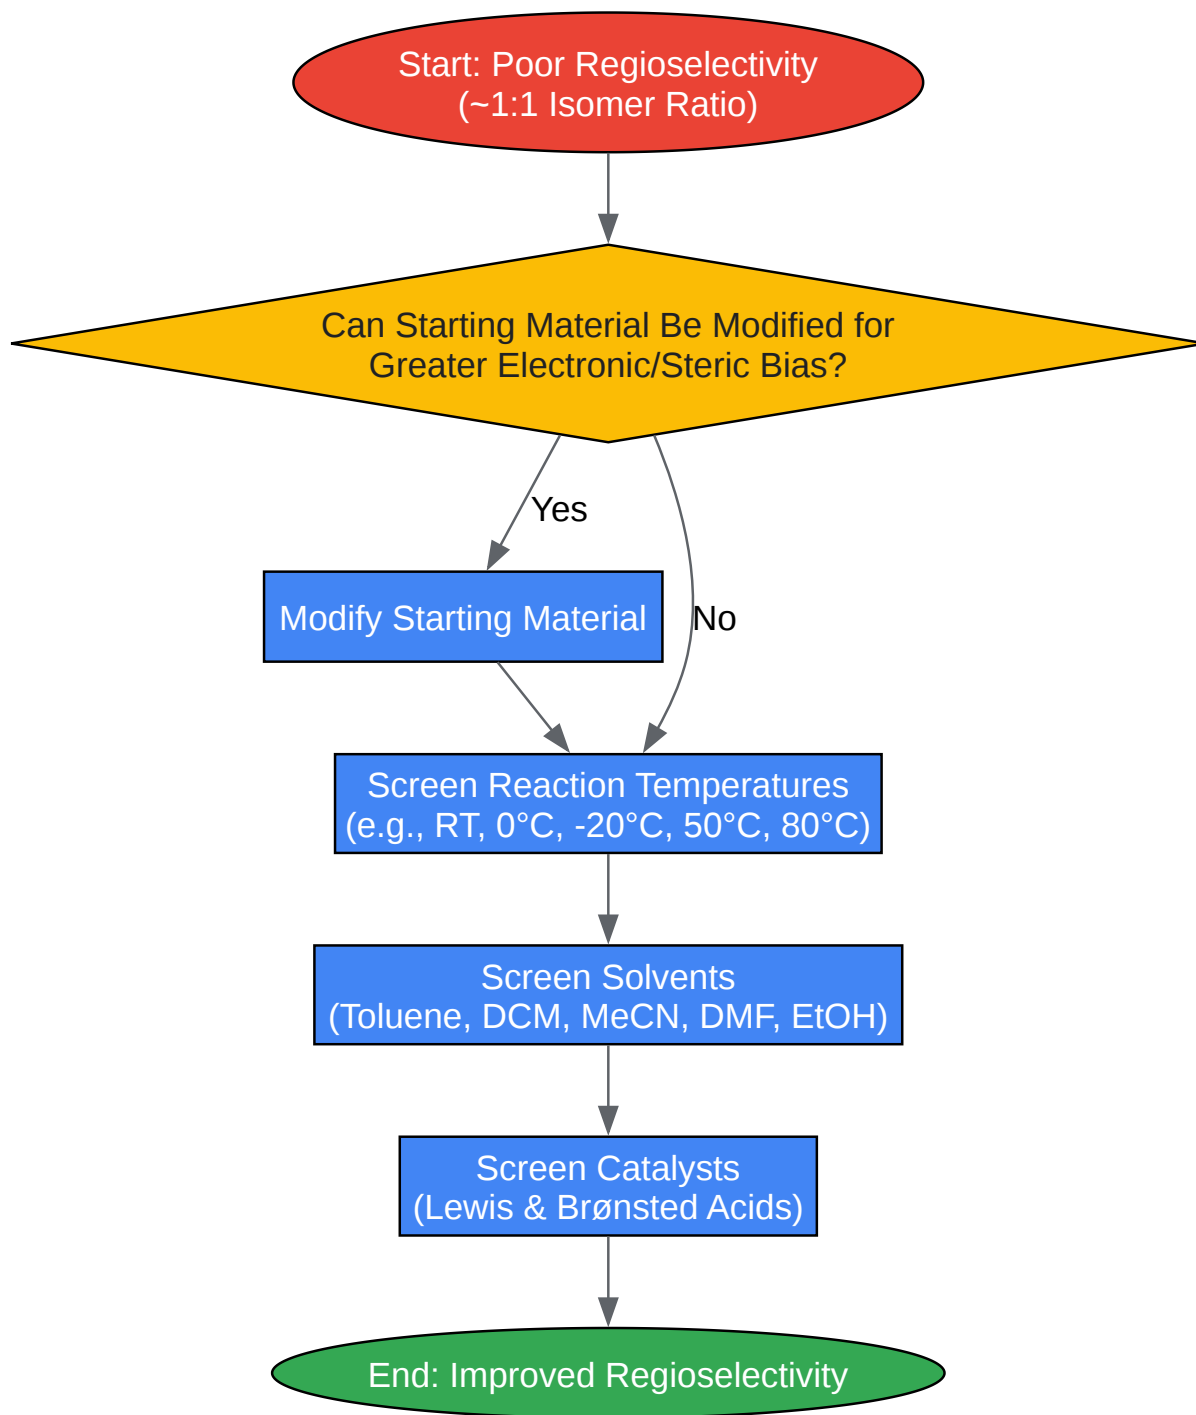 Start: Poor Regioselectivity
(~1:1 Isomer Ratio)
Can Starting Material Be Modified for
Greater Electronic/Steric Bias?
Yes
Modify Starting Material
No
Screen Reaction Temperatures
(e.g., RT, 0°C, -20°C, 50°C, 80°C)
Screen Solvents
(Toluene, DCM, MeCN, DMF, EtOH)
Screen Catalysts
(Lewis & Brønsted Acids)
End: Improved Regioselectivity